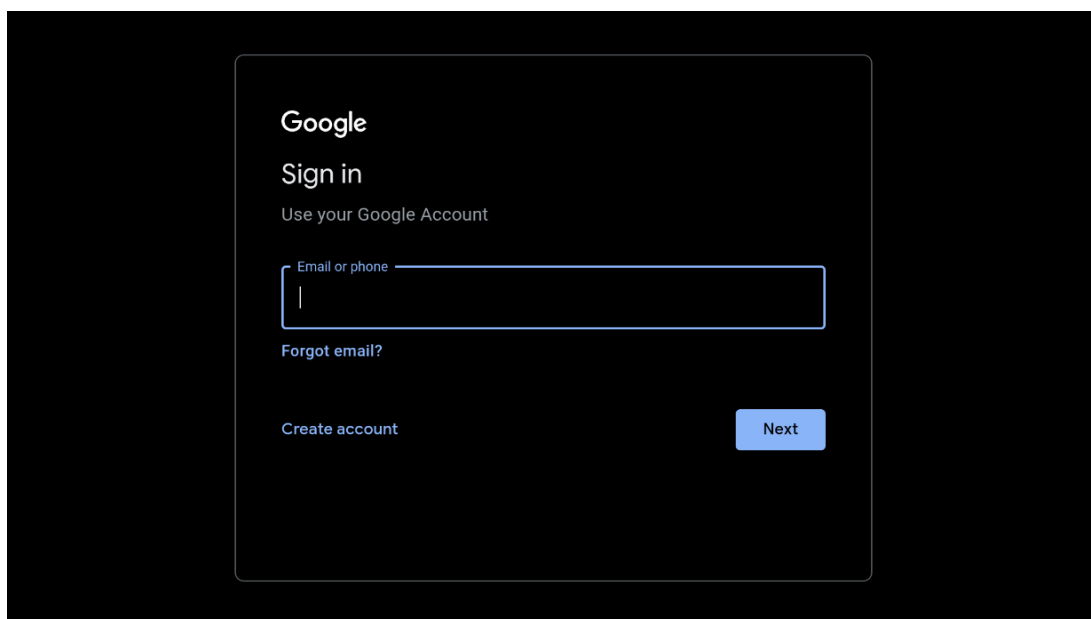 Google
Sign in
Use your Google Account
Email or phone
Forgot email?
Create account
Next